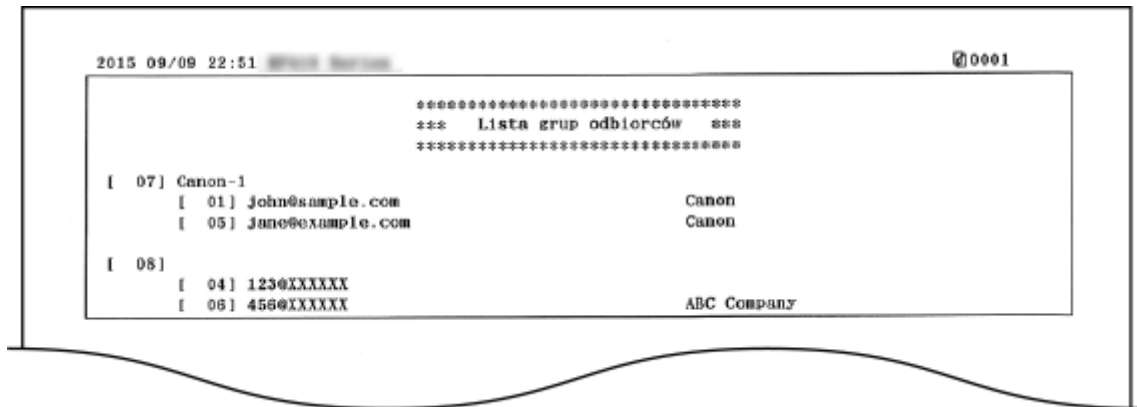 2015 09/09 22:51 0001
********************************
*** Lista grup odbiorców ***
********************************
[ 07] Canon-1
[ 01] john@sample.com Canon
[ 05] jane@example.com Canon
[ 08]
[ 04] 123@XXXXXX
[ 06] 456@XXXXXX ABC Company